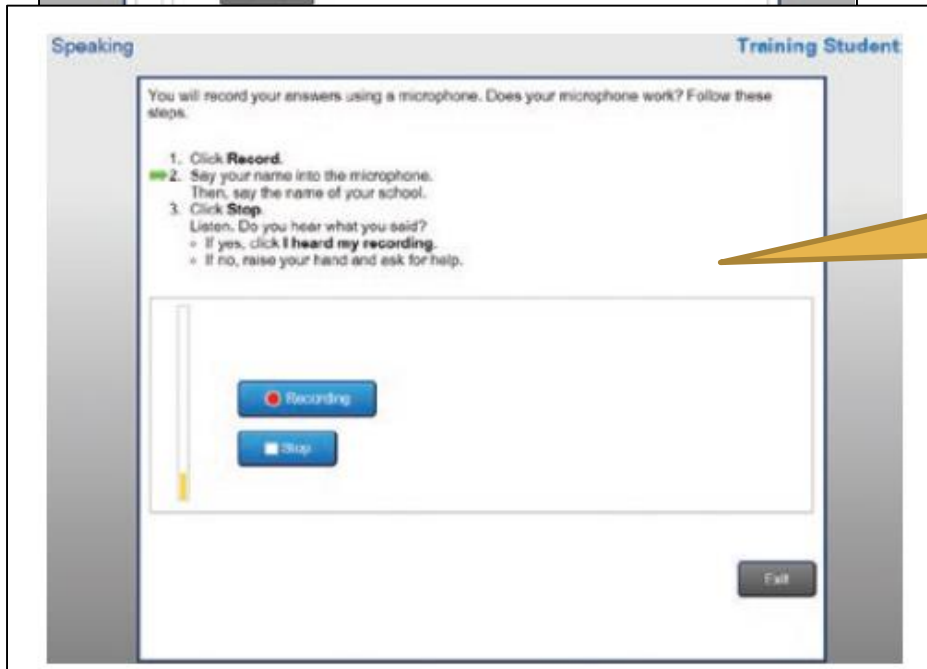 Speaking
Training Student
You will record your answers using a microphone. Does your microphone work? Follow these
steps.
1. Click Record.
2. Say your name into the microphone.
Then, say the name of your school.
3. Click Stop
Listen. Do you hear what you said?
∘ If yes, click I heard my recording.
∘ If no, raise your hand and ask for help.
Recording
Stop
Exit